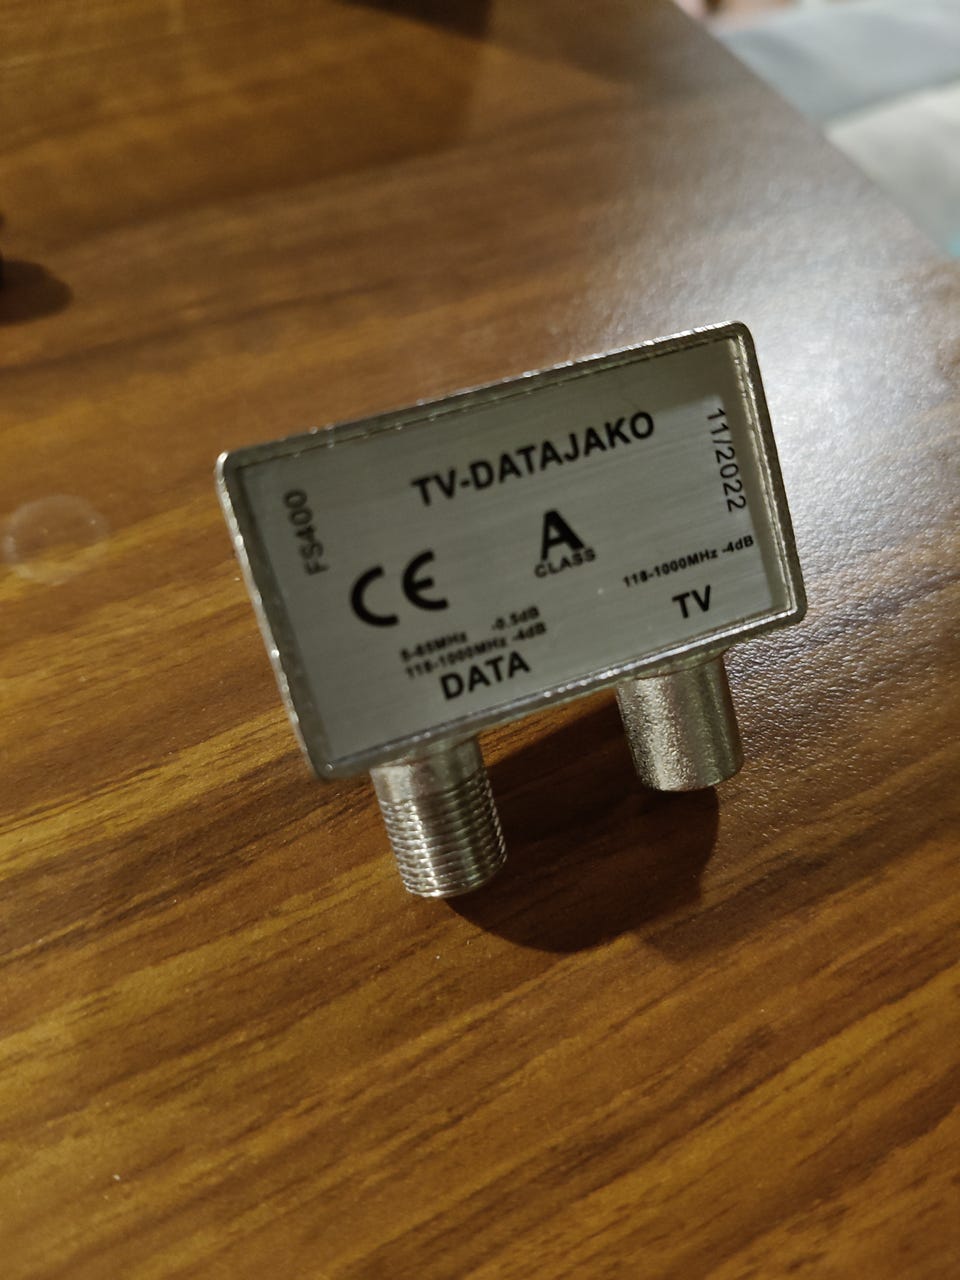 TV-DATAJAKO
11/2022
FS400
CE
A
CLASS
5-65MHz -0.5dB
118-1000MHz -4dB
DATA
118-1000MHz -4dB
TV